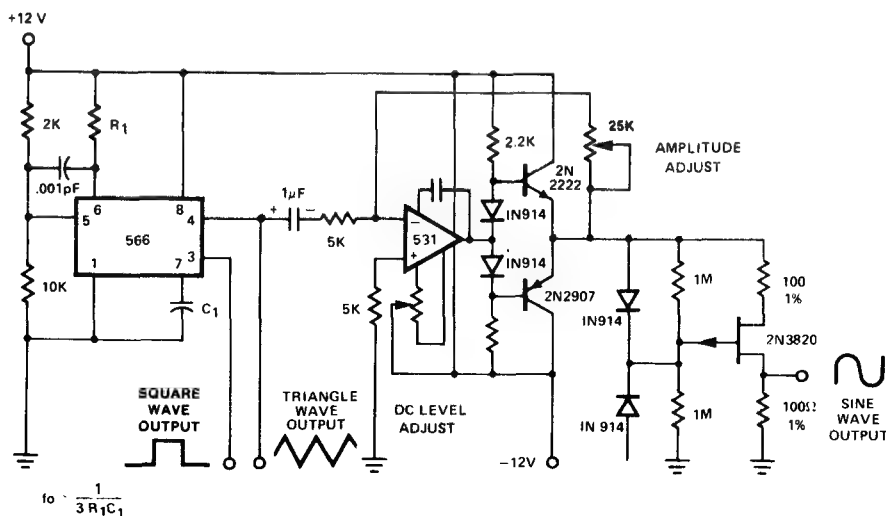 +12 V
2K
R1
.001pF
6
8
5
4
566
3
1
7
10K
C1
1μF
+
−
5K
5K
−
531
+
2.2K
2N
2222
IN914
IN914
2N2907
25K
AMPLITUDE
ADJUST
IN914
IN 914
1M
1M
100
1%
2N3820
100Ω
1%
SINE
WAVE
OUTPUT
SQUARE
WAVE
OUTPUT
TRIANGLE
WAVE
OUTPUT
DC LEVEL
ADJUST
−12V
fo 1
3 R1C1